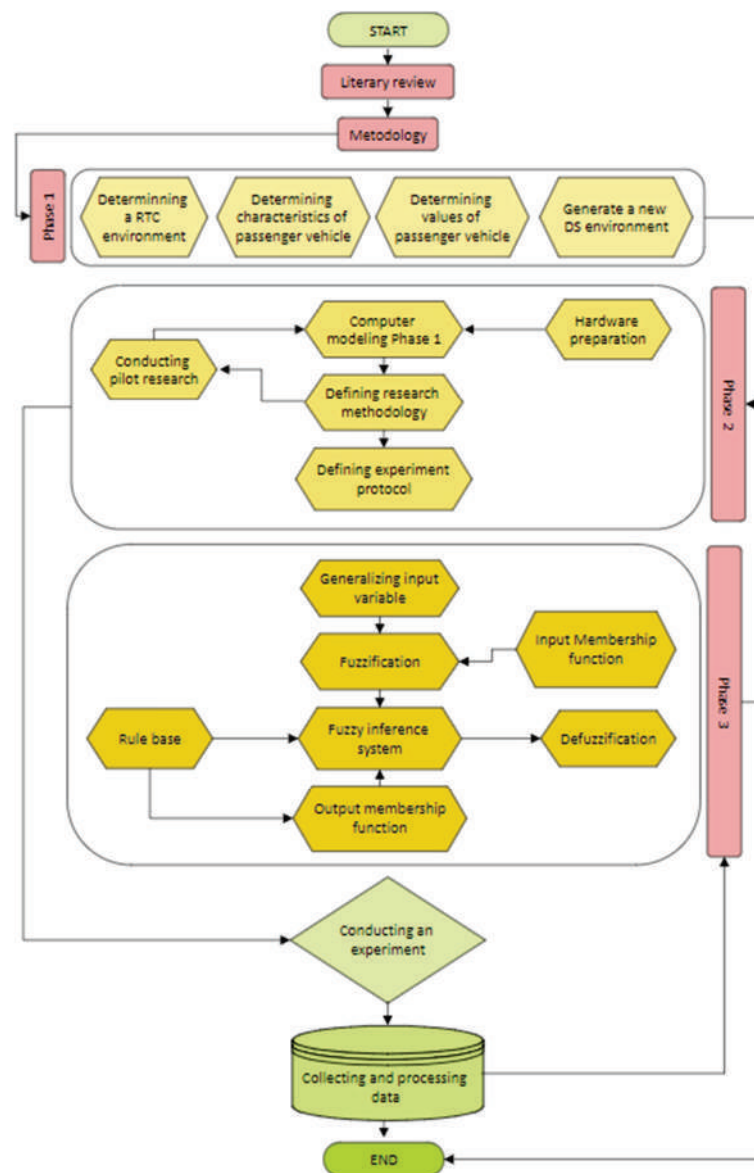 START
Literary review
Metodology
Phase 1
Determinning
a RTC
environment
Determining
characteristics of
passenger vehicle
Determining
values of
passenger vehicle
Generate a new
DS environment
Computer
modeling Phase 1
Hardware
preparation
Conducting
pilot research
Defining research
methodology
Defining experiment
protocol
Phase 2
Generalizing input
variable
Fuzzification
Input Membership
function
Rule base
Fuzzy inference
system
Defuzzification
Output membership
function
Phase 3
Conducting an
experiment
Collecting and processing
data
END